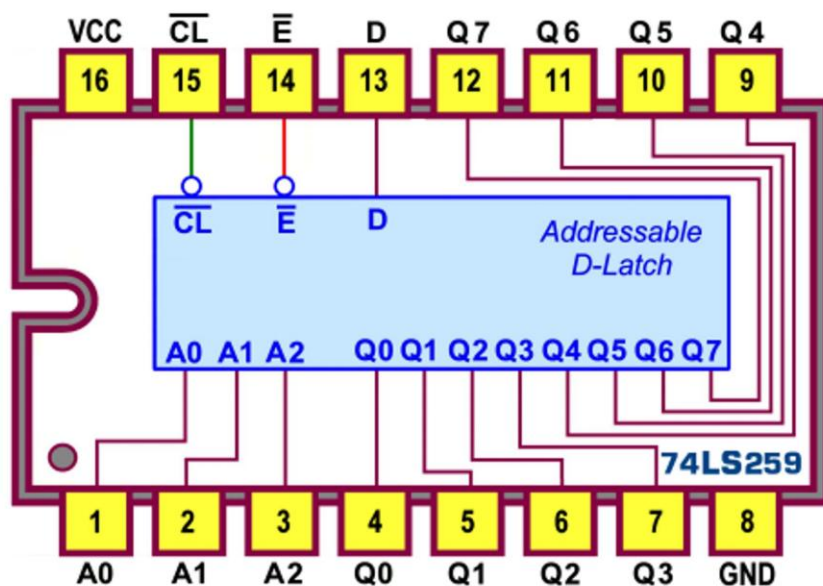 VCC C̅L̅ E̅ D Q7 Q6 Q5 Q4
16 15 14 13 12 11 10 9
C̅L̅ E̅ D
Addressable
D-Latch
A0 A1 A2 Q0 Q1 Q2 Q3 Q4 Q5 Q6 Q7
74LS259
1 2 3 4 5 6 7 8
A0 A1 A2 Q0 Q1 Q2 Q3 GND